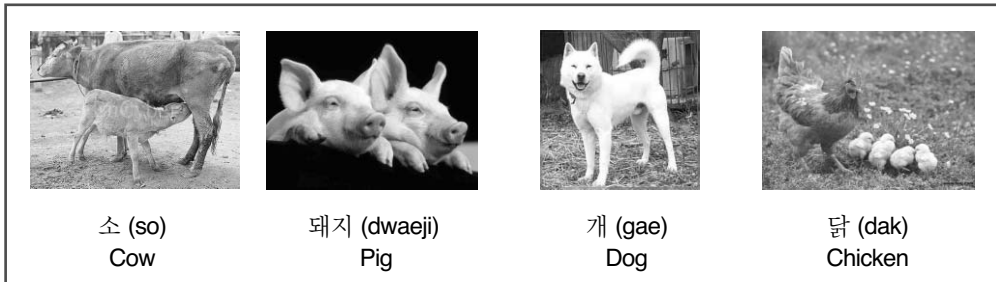 소 (so)
Cow
돼지 (dwaeji)
Pig
개 (gae)
Dog
닭 (dak)
Chicken